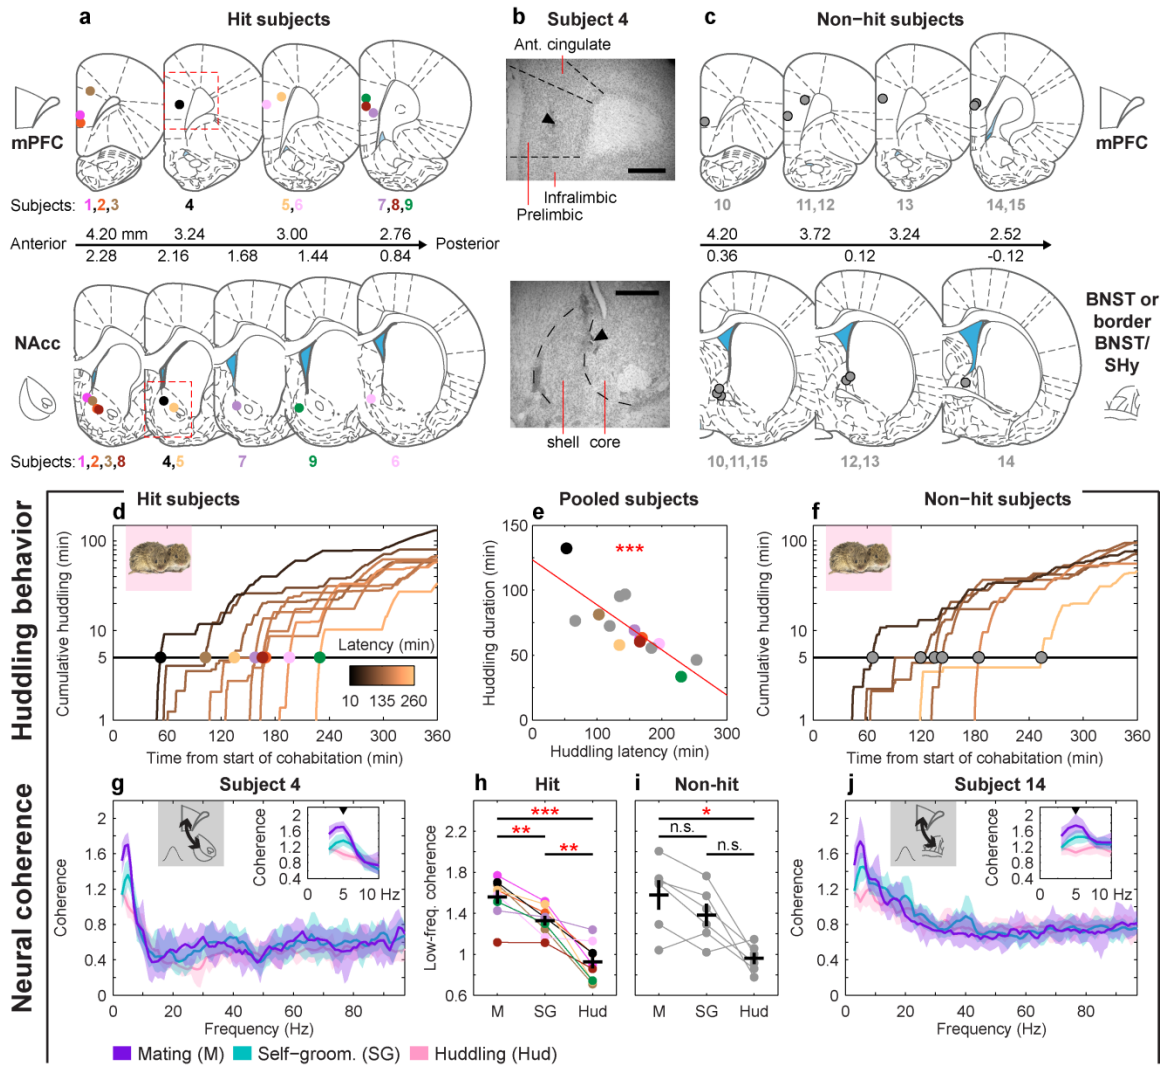 a Hit subjects
mPFC
Subjects: 1,2,3 4 5,6 7,8,9
Anterior 4.20 mm 3.24 3.00 2.76 Posterior
2.28 2.16 1.68 1.44 0.84
NAcc
Subjects: 1,2,3,8 4,5 7 9 6
b Subject 4
Ant. cingulate
Infralimbic
Prelimbic
shell core
c Non-hit subjects
mPFC
10 11,12 13 14,15
4.20 3.72 3.24 2.52
0.36 0.12 -0.12
BNST or
border
BNST/
SHy
10,11,15 12,13 14
Huddling behavior
d Hit subjects
Cumulative huddling (min)
100
10
5
1
Latency (min)
10 135 260
0 60 120 180 240 300 360
Time from start of cohabitation (min)
e Pooled subjects
***
Huddling duration (min)
150
100
50
0
0 100 200 300
Huddling latency (min)
f Non-hit subjects
Cumulative huddling (min)
100
10
5
1
0 60 120 180 240 300 360
Time from start of cohabitation (min)
Neural coherence
g Subject 4
Coherence
2
1.6
1.2
0.8
0.4
0
0 20 40 60 80
Frequency (Hz)
Coherence
2
1.6
1.2
0.8
0.4
0 5 10 Hz
h Hit
***
**
**
Low-freq. coherence
2.2
1.8
1.4
1
0.6
M SG Hud
i Non-hit
*
n.s.
n.s.
M SG Hud
j Subject 14
Coherence
2
1.6
1.2
0.8
0.4
0
0 20 40 60 80
Frequency (Hz)
Coherence
2
1.6
1.2
0.8
0.4
0 5 10
Hz
Mating (M) Self-groom. (SG) Huddling (Hud)